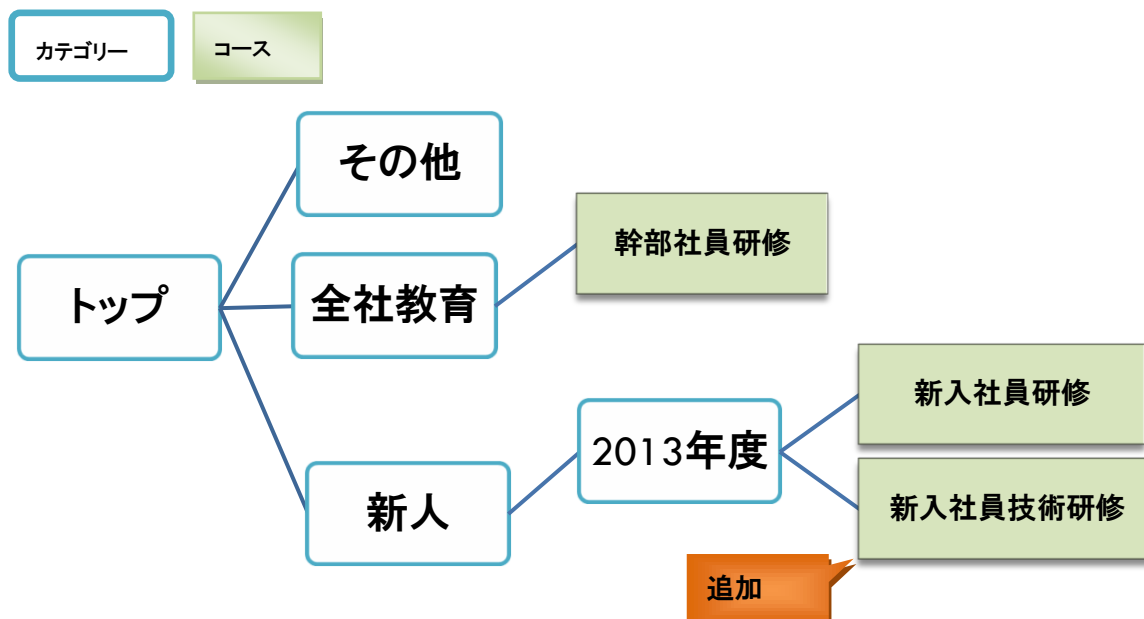 カテゴリー
コース
その他
幹部社員研修
トップ
全社教育
新入社員研修
2013年度
新人
新入社員技術研修
追加